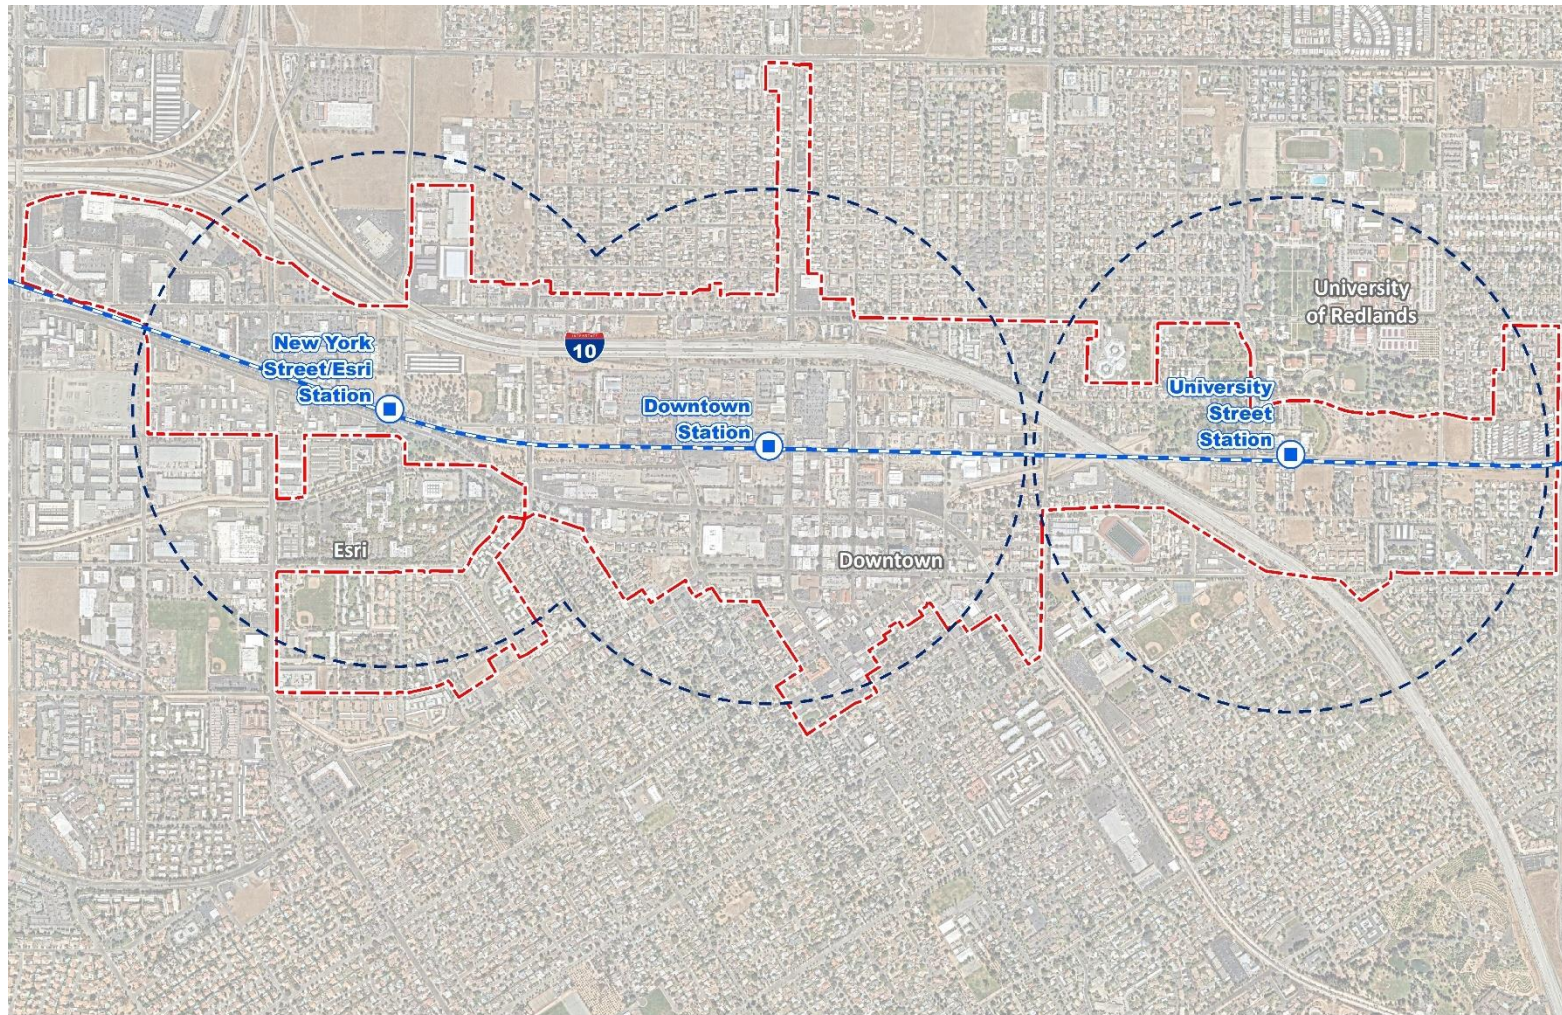 University
of Redlands
New York
Street/Esri
Station
10
University
Street
Station
Downtown
Station
Esri
Downtown